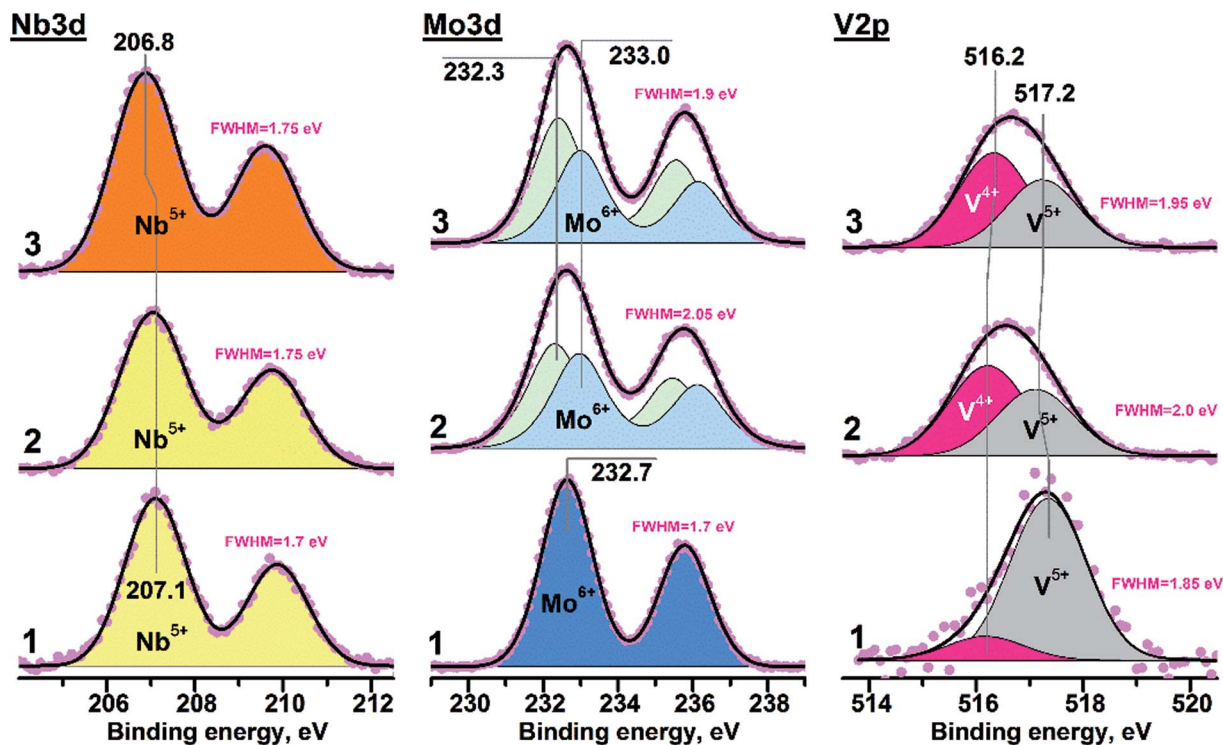 Nb3d
206.8
FWHM=1.75 eV
Nb5+
3
FWHM=1.75 eV
Nb5+
2
FWHM=1.7 eV
207.1
Nb5+
1
206 208 210 212
Binding energy, eV
Mo3d
232.3
233.0
FWHM=1.9 eV
Mo6+
3
FWHM=2.05 eV
Mo6+
2
232.7
FWHM=1.7 eV
Mo6+
1
230 232 234 236 238
Binding energy, eV
V2p
516.2
517.2
FWHM=1.95 eV
V4+
V5+
3
FWHM=2.0 eV
V4+
V5+
2
FWHM=1.85 eV
V5+
1
514 516 518 520
Binding energy, eV